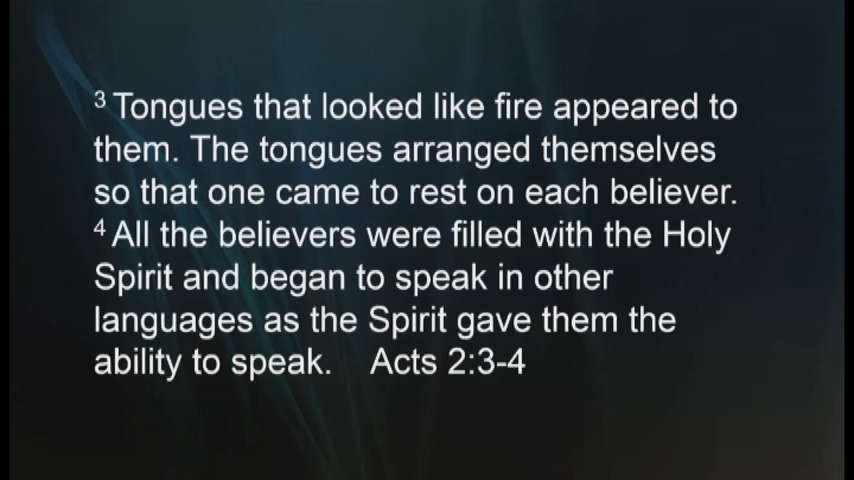 3 Tongues that looked like fire appeared to
them. The tongues arranged themselves
so that one came to rest on each believer.
4 All the believers were filled with the Holy
Spirit and began to speak in other
languages as the Spirit gave them the
ability to speak. Acts 2:3-4